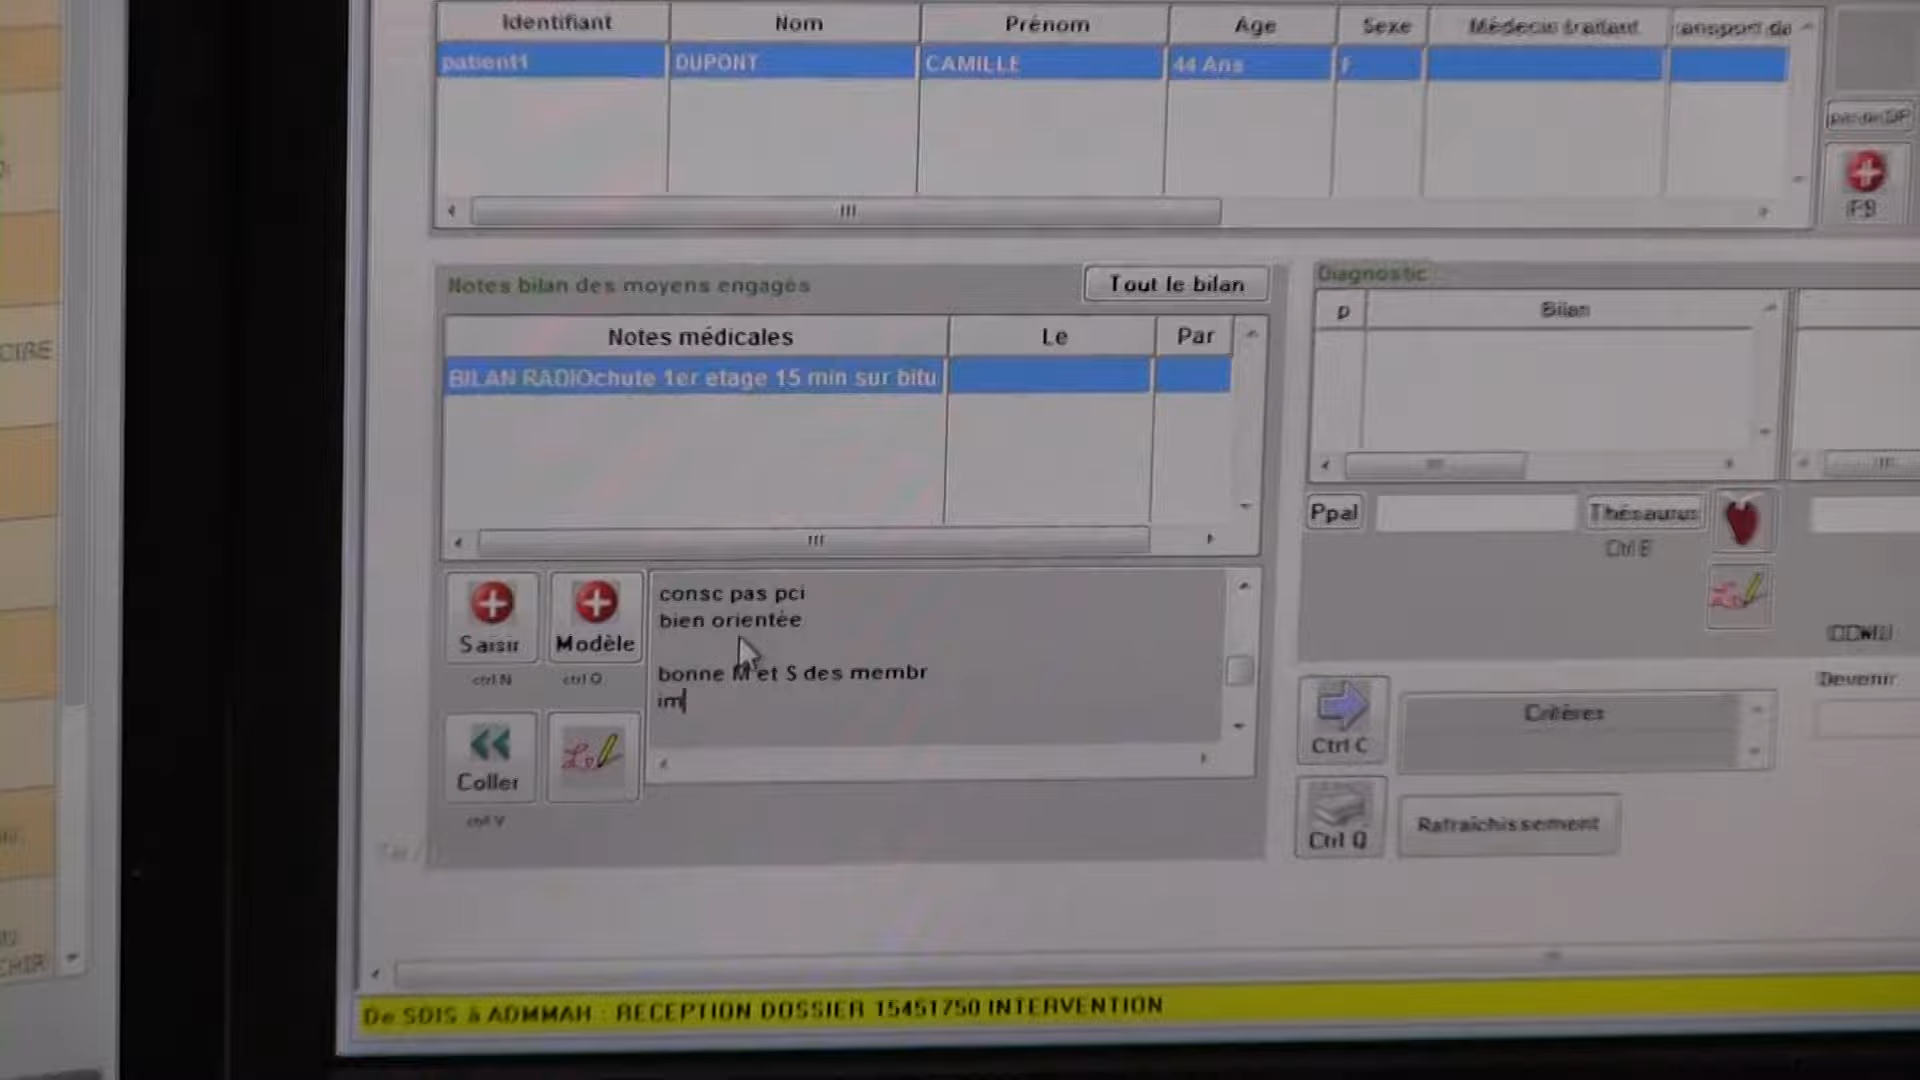 Identifiant Nom Prénom Age Sexe Médecin traitant
patient1 DUPONT CAMILLE 44 Ans F
F9
Notes bilan des moyens engagés
Tout le bilan
Notes médicales Le Par
BILAN RADIOchute 1er etage 15 min sur bitu
Diagnostic
p Bilan
Ppal Thésaurus
Ctrl E
Saisir Modèle
ctrl N ctrl O
consc pas pci
bien orientée
bonne M et S des membr
im
Coller
ctrl V
Devenir
Critères
Ctrl C
Ctrl Q
Rafraîchissement
CIRE
De SDIS à ADMMAH : RECEPTION DOSSIER 15451750 INTERVENTION